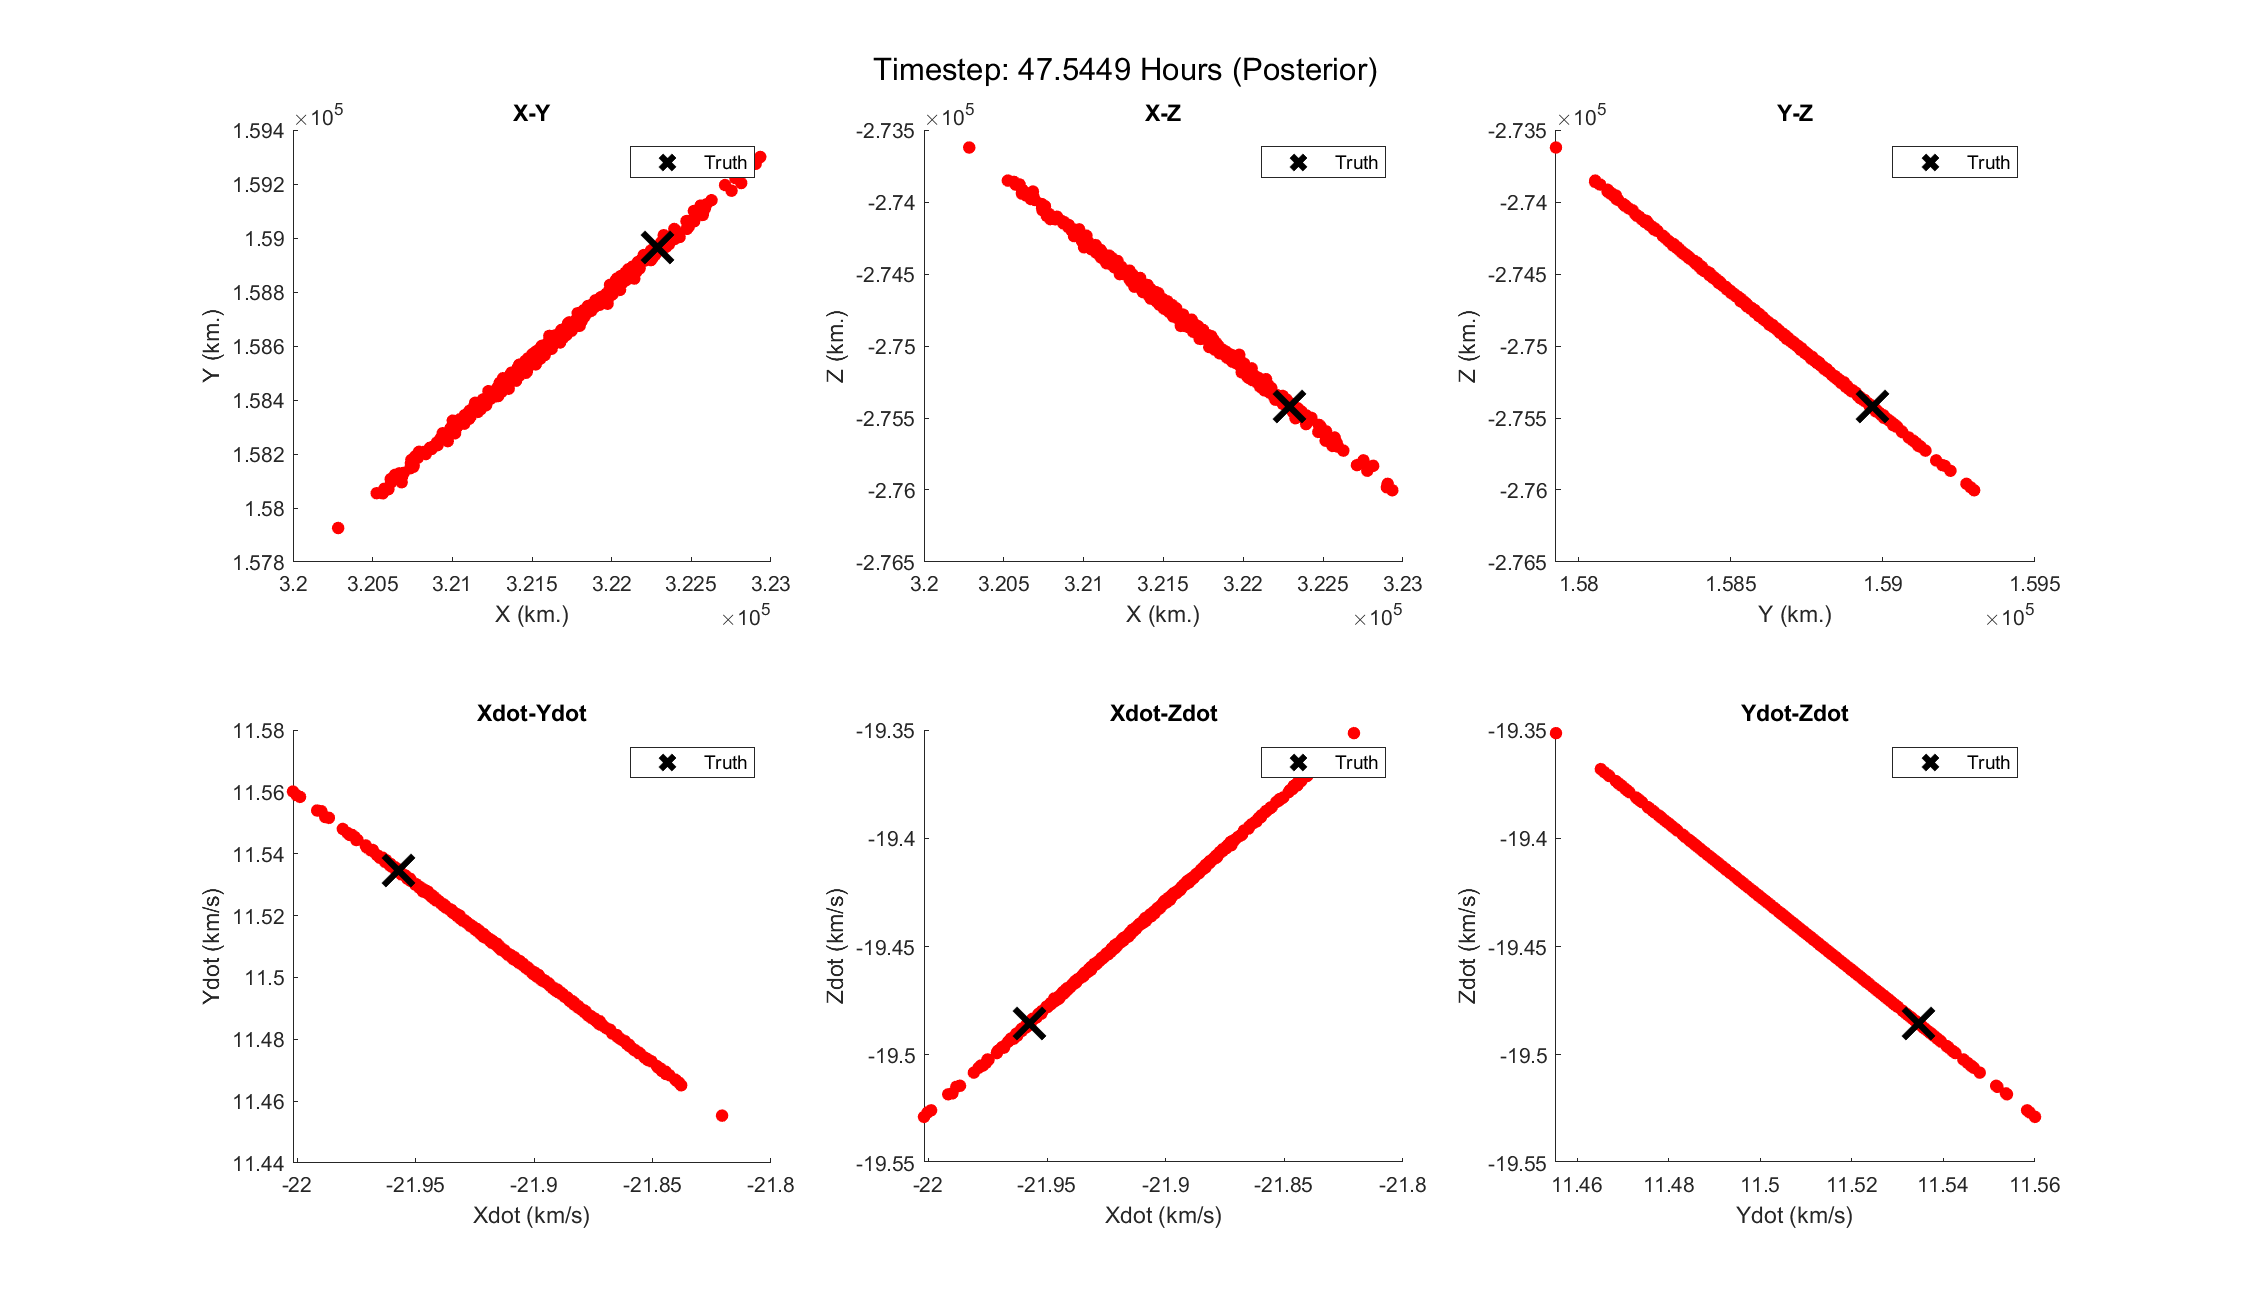 Timestep: 47.5449 Hours (Posterior)
X-Y
×10^5
1.594
1.592
1.59
1.588
1.586
1.584
1.582
1.58
1.578
Y (km.)
Truth
3.2 3.205 3.21 3.215 3.22 3.225 3.23
X (km.)
×10^5
X-Z
×10^5
-2.735
-2.74
-2.745
-2.75
-2.755
-2.76
-2.765
Z (km.)
Truth
3.2 3.205 3.21 3.215 3.22 3.225 3.23
X (km.)
×10^5
Y-Z
×10^5
-2.735
-2.74
-2.745
-2.75
-2.755
-2.76
-2.765
Z (km.)
Truth
1.58 1.585 1.59 1.595
Y (km.)
×10^5
Xdot-Ydot
11.58
11.56
11.54
11.52
11.5
11.48
11.46
11.44
Ydot (km/s)
Truth
-22 -21.95 -21.9 -21.85 -21.8
Xdot (km/s)
Xdot-Zdot
-19.35
-19.4
-19.45
-19.5
-19.55
Zdot (km/s)
Truth
-22 -21.95 -21.9 -21.85 -21.8
Xdot (km/s)
Ydot-Zdot
-19.35
-19.4
-19.45
-19.5
-19.55
Zdot (km/s)
Truth
11.46 11.48 11.5 11.52 11.54 11.56
Ydot (km/s)